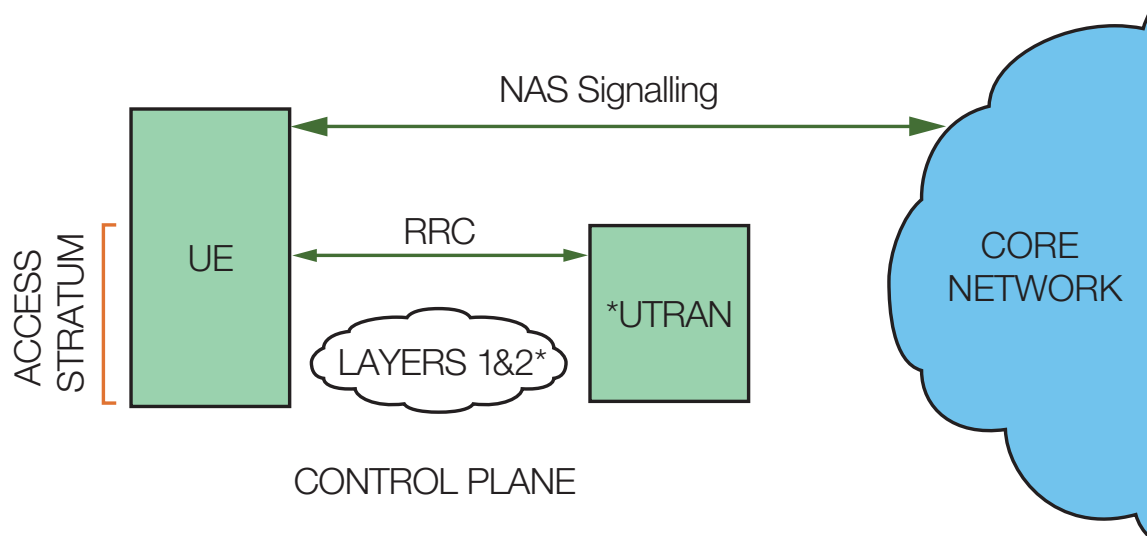 NAS Signalling
RRC
UE
*UTRAN
LAYERS 1&2*
ACCESS
STRATUM
CORE
NETWORK
CONTROL PLANE